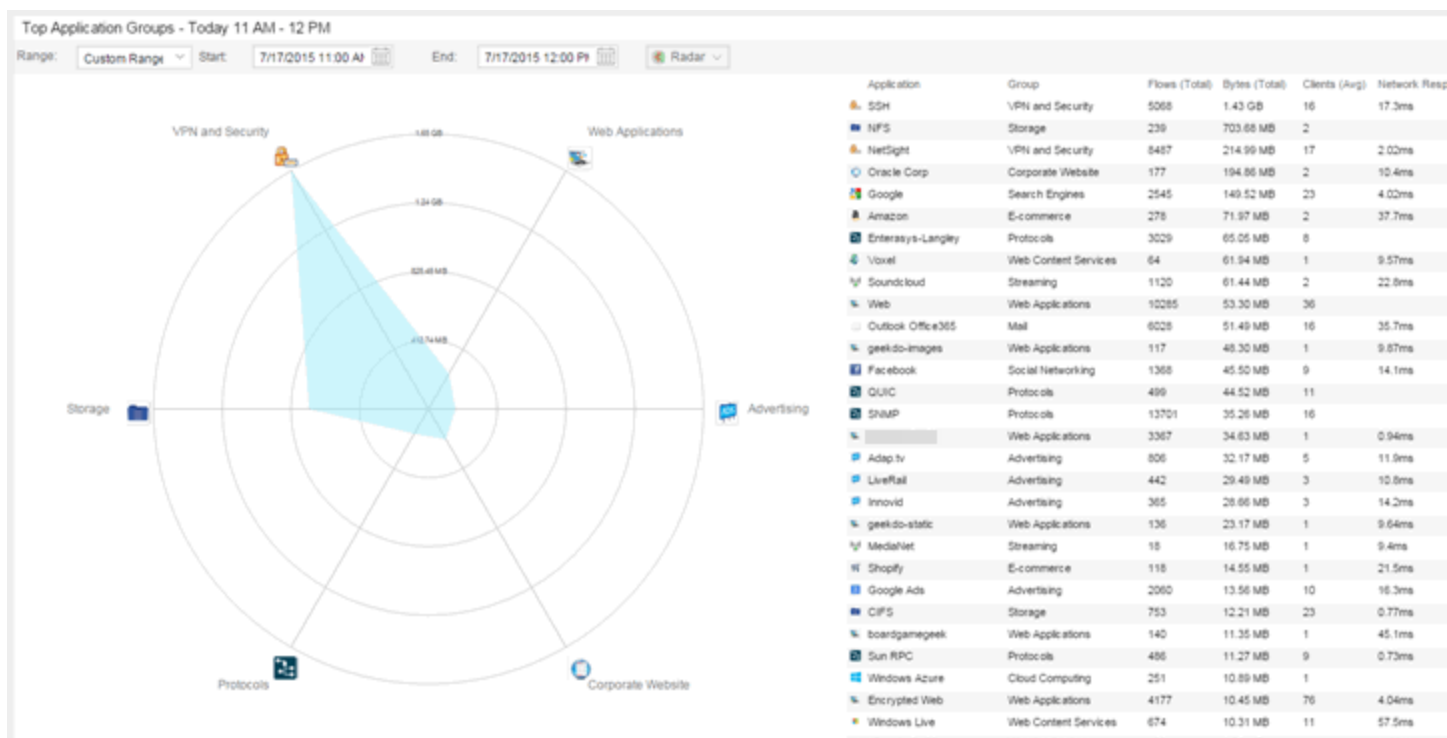 Top Application Groups - Today 11 AM - 12 PM
Range: Custom Range Start: 7/17/2015 11:00 AM End: 7/17/2015 12:00 PM Radar
VPN and Security
Web Applications
1.65 GB
1.24 GB
825.48 MB
412.74 MB
Storage
Advertising
Protocols
Corporate Website
Application Group Flows (Total) Bytes (Total) Clients (Avg) Network Resp
SSH VPN and Security 5068 1.43 GB 16 17.3ms
NFS Storage 239 703.68 MB 2
NetSight VPN and Security 8487 214.99 MB 17 2.02ms
Oracle Corp Corporate Website 177 194.86 MB 2 10.4ms
Google Search Engines 2545 149.52 MB 23 4.02ms
Amazon E-commerce 278 71.97 MB 2 37.7ms
Enterasys-Langley Protocols 3029 65.05 MB 8
Voxel Web Content Services 64 61.94 MB 1 9.57ms
Soundcloud Streaming 1120 61.44 MB 2 22.8ms
Web Web Applications 10285 53.30 MB 36
Outlook Office365 Mail 6028 51.49 MB 16 35.7ms
geekdo-images Web Applications 117 48.30 MB 1 9.87ms
Facebook Social Networking 1368 45.50 MB 9 14.1ms
QUIC Protocols 499 44.52 MB 11
SNMP Protocols 13701 35.26 MB 16
Web Applications 3367 34.63 MB 1 0.94ms
Adap.tv Advertising 806 32.17 MB 5 11.9ms
LiveRail Advertising 442 29.49 MB 3 10.8ms
Innovid Advertising 365 28.66 MB 3 14.2ms
geekdo-static Web Applications 136 23.17 MB 1 9.64ms
MediaNet Streaming 18 16.75 MB 1 9.4ms
Shopify E-commerce 118 14.55 MB 1 21.5ms
Google Ads Advertising 2060 13.56 MB 10 16.3ms
CIFS Storage 753 12.21 MB 23 0.77ms
boardgamegeek Web Applications 140 11.35 MB 1 45.1ms
Sun RPC Protocols 486 11.27 MB 9 0.73ms
Windows Azure Cloud Computing 251 10.89 MB 1
Encrypted Web Web Applications 4177 10.45 MB 76 4.04ms
Windows Live Web Content Services 674 10.31 MB 11 57.5ms